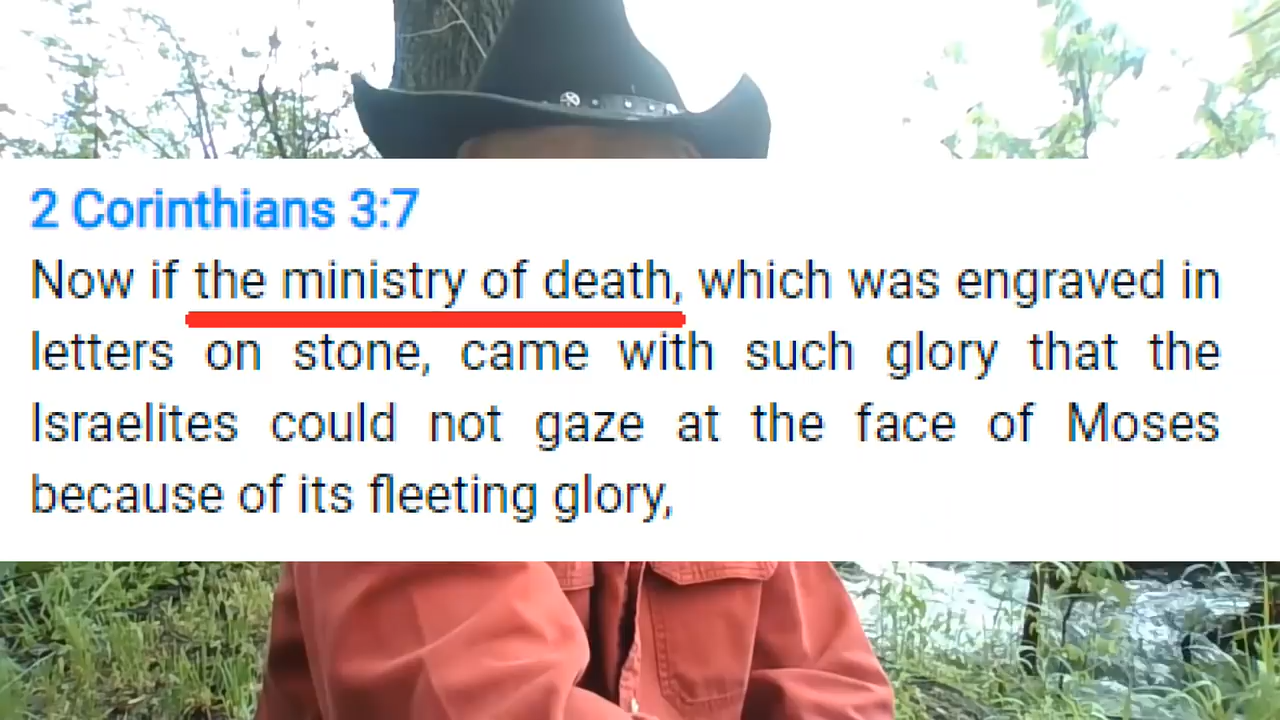 2 Corinthians 3:7
Now if the ministry of death, which was engraved in
letters on stone, came with such glory that the
Israelites could not gaze at the face of Moses
because of its fleeting glory,